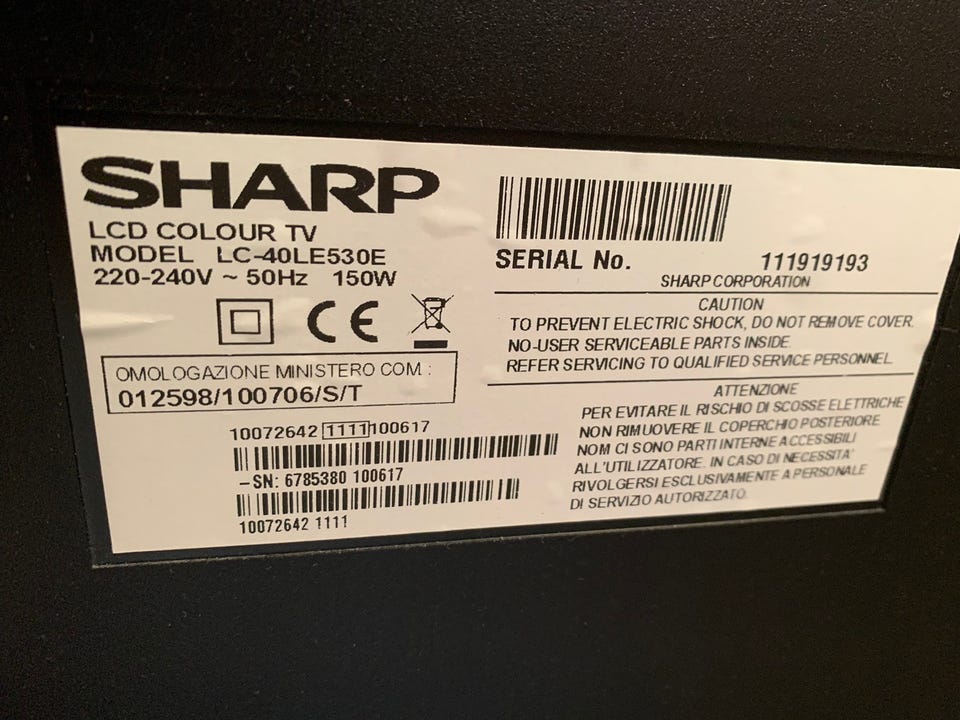 SHARP
LCD COLOUR TV
MODEL LC-40LE530E
220-240V ~ 50Hz 150W
CE
OMOLOGAZIONE MINISTERO COM :
012598/100706/S/T
10072642 1111 100617
-SN: 6785380 100617
10072642 1111
SERIAL No. 111919193
SHARP CORPORATION
CAUTION
TO PREVENT ELECTRIC SHOCK, DO NOT REMOVE COVER.
NO-USER SERVICEABLE PARTS INSIDE
REFER SERVICING TO QUALIFIED SERVICE PERSONNEL.
ATTENZIONE
PER EVITARE IL RISCHIO DI SCOSSE ELETTRICHE
NON RIMUOVERE IL COPERCHIO POSTERIORE
NOM CI SONO PARTI INTERNE ACCESSIBILI
ALL'UTILIZZATORE. IN CASO DI NECESSITA'
RIVOLGERSI ESCLUSIVAMENTE A PERSONALE
DI SERVIZIO AUTORIZZATO.